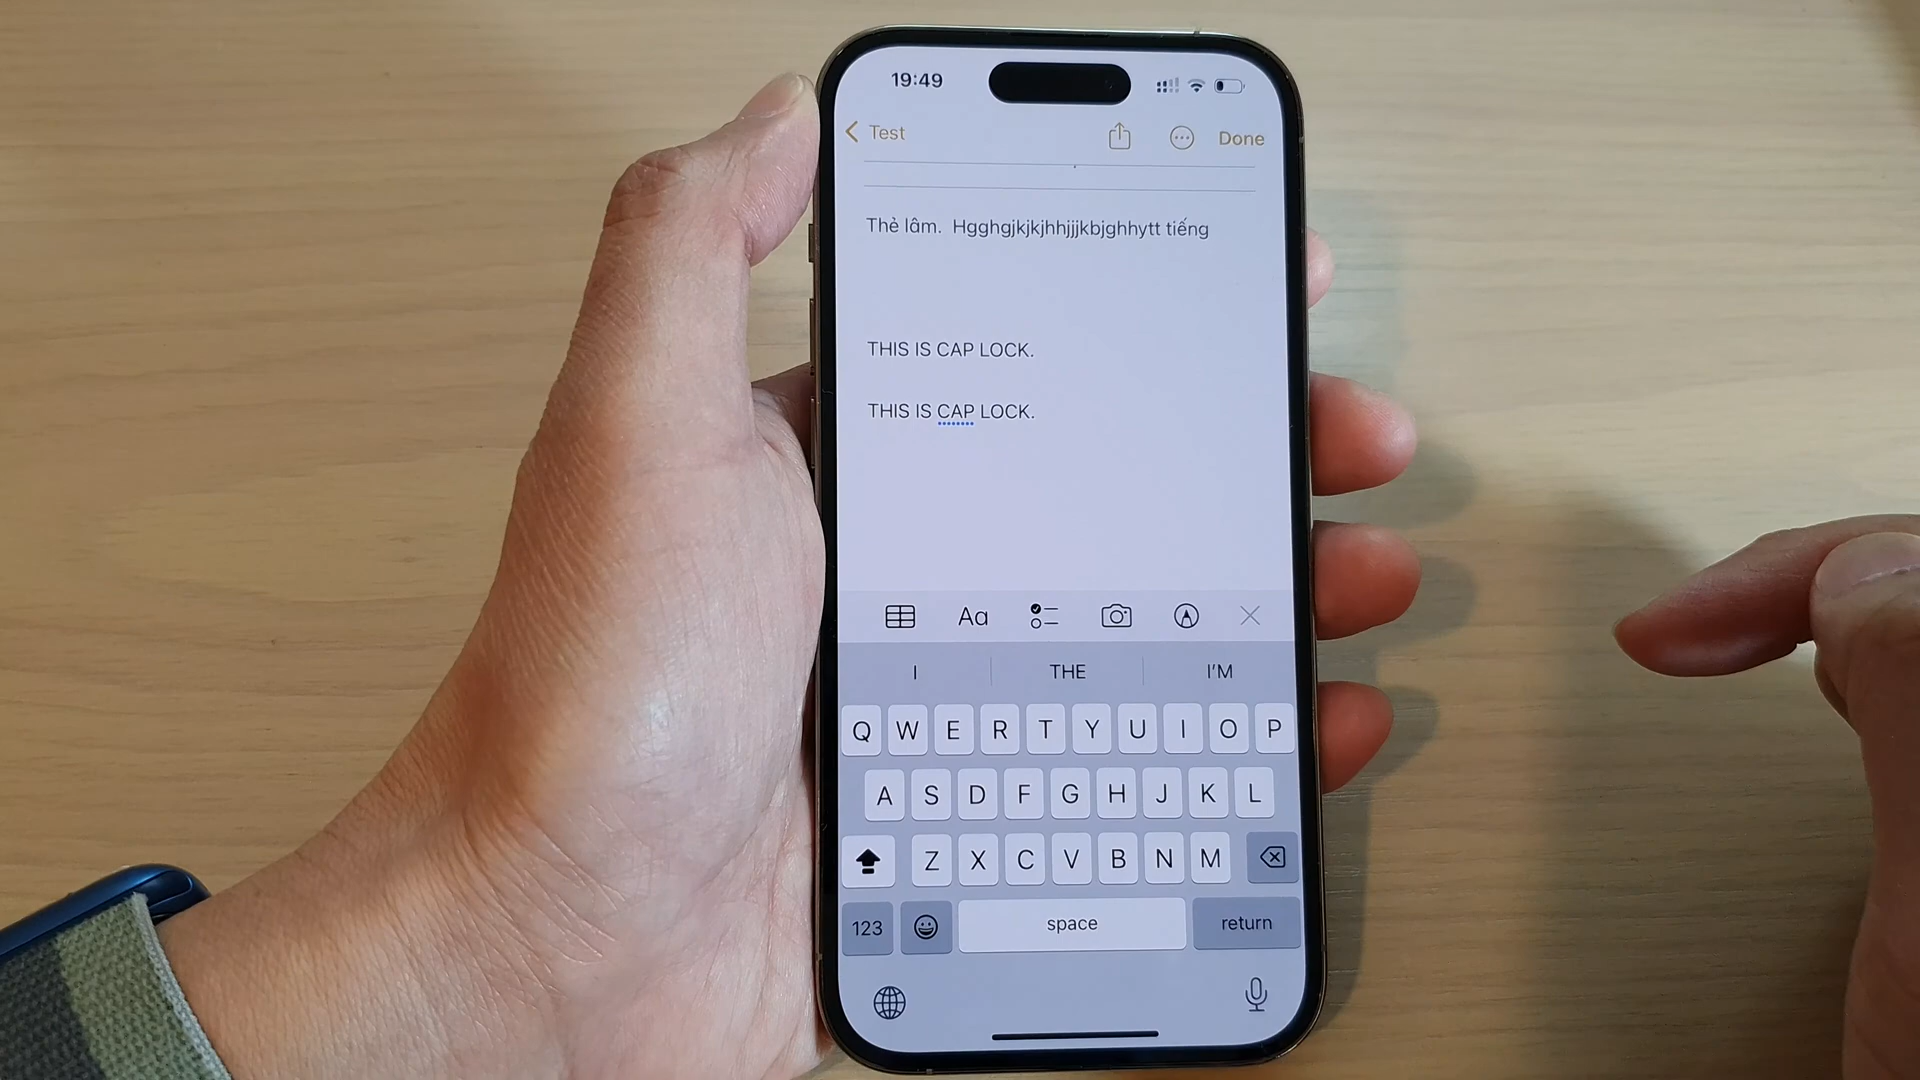 19:49
Test
Done
Thẻ lâm.  Hgghgjkjkjhhjjjkbjghhytt tiếng
THIS IS CAP LOCK.
THIS IS CAP LOCK.
Aa
I THE I'M
Q W E R T Y U I O P
A S D F G H J K L
Z X C V B N M
123 space return